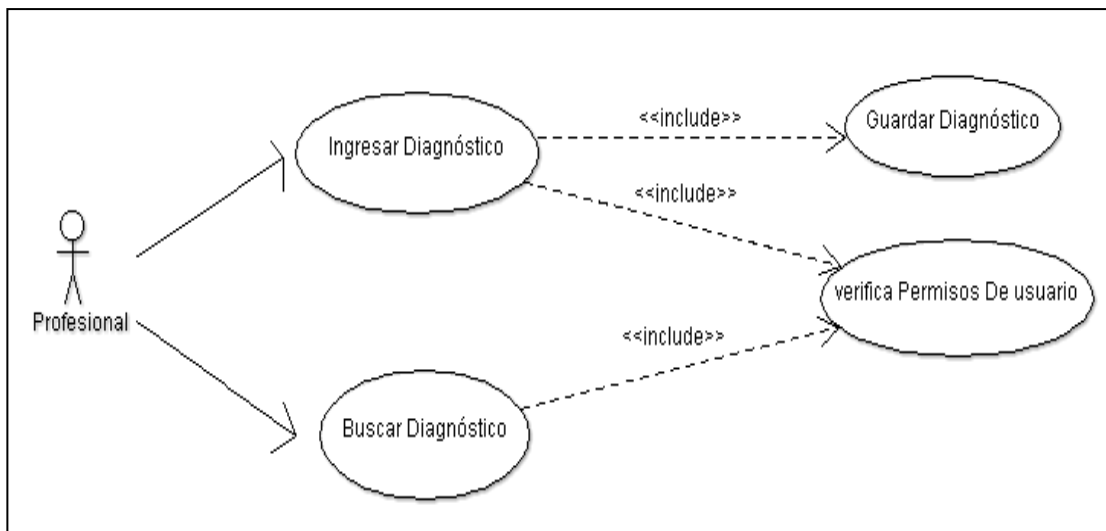 <<include>>
Guardar Diagnóstico
Ingresar Diagnóstico
<<include>>
verifica Permisos De usuario
Profesional
<<include>>
Buscar Diagnóstico